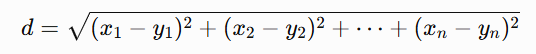 d = √((x₁ − y₁)² + (x₂ − y₂)² + ⋯ + (xₙ − yₙ)²)